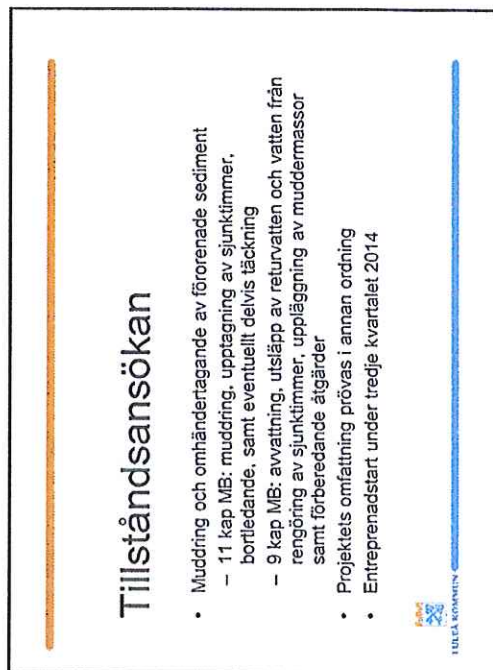 Tillståndsansökan
• Muddring och omhändertagande av förorenade sediment
– 11 kap MB: muddring, upptagning av sjunktimmer,
bortledande, samt eventuellt delvis täckning
– 9 kap MB: avvattning, utsläpp av returvatten och vatten från
rengöring av sjunktimmer, uppläggning av muddermassor
samt förberedande åtgärder
• Projektets omfattning prövas i annan ordning
• Entreprenadstart under tredje kvartalet 2014
LULEÅ KOMMUN